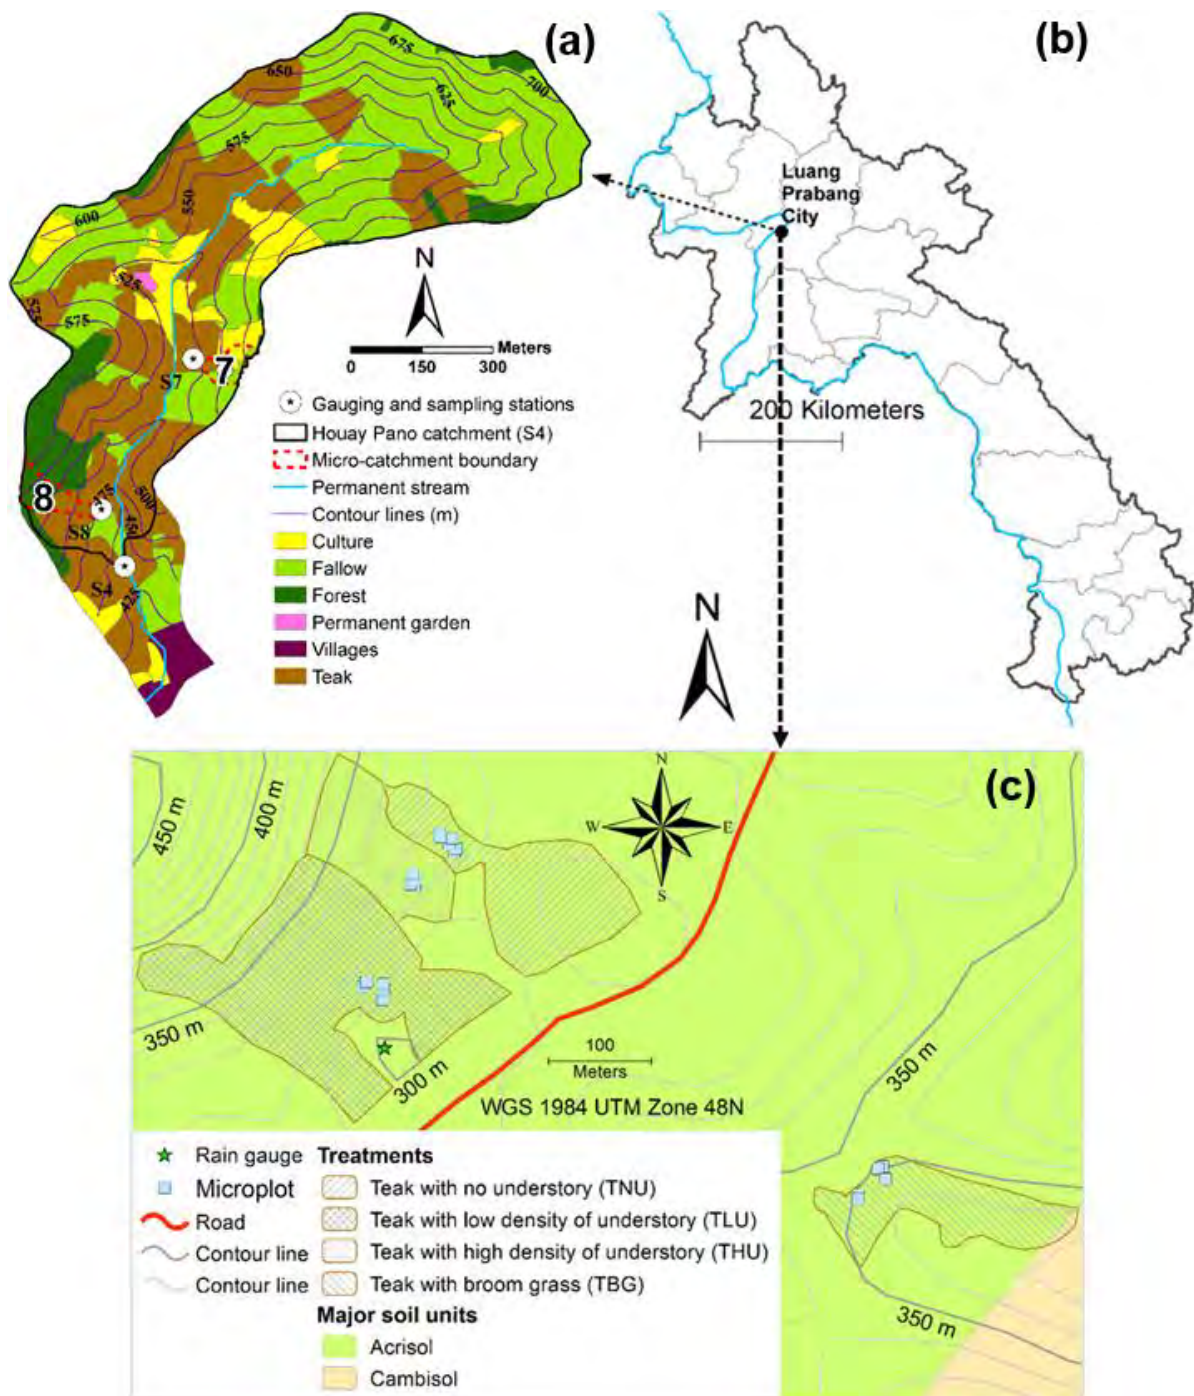 (a)
675
650
700
625
575
550
600
525
575
575
S7
7
8
475
500
S8
450
S4
425
N
Meters
0 150 300
Gauging and sampling stations
Houay Pano catchment (S4)
Micro-catchment boundary
Permanent stream
Contour lines (m)
Culture
Fallow
Forest
Permanent garden
Villages
Teak
(b)
Luang
Prabang
City
200 Kilometers
N
(c)
450 m
400 m
N
W E
S
350 m
300 m
100
Meters
WGS 1984 UTM Zone 48N
350 m
350 m
Rain gauge
Microplot
Road
Contour line
Contour line
Treatments
Teak with no understory (TNU)
Teak with low density of understory (TLU)
Teak with high density of understory (THU)
Teak with broom grass (TBG)
Major soil units
Acrisol
Cambisol